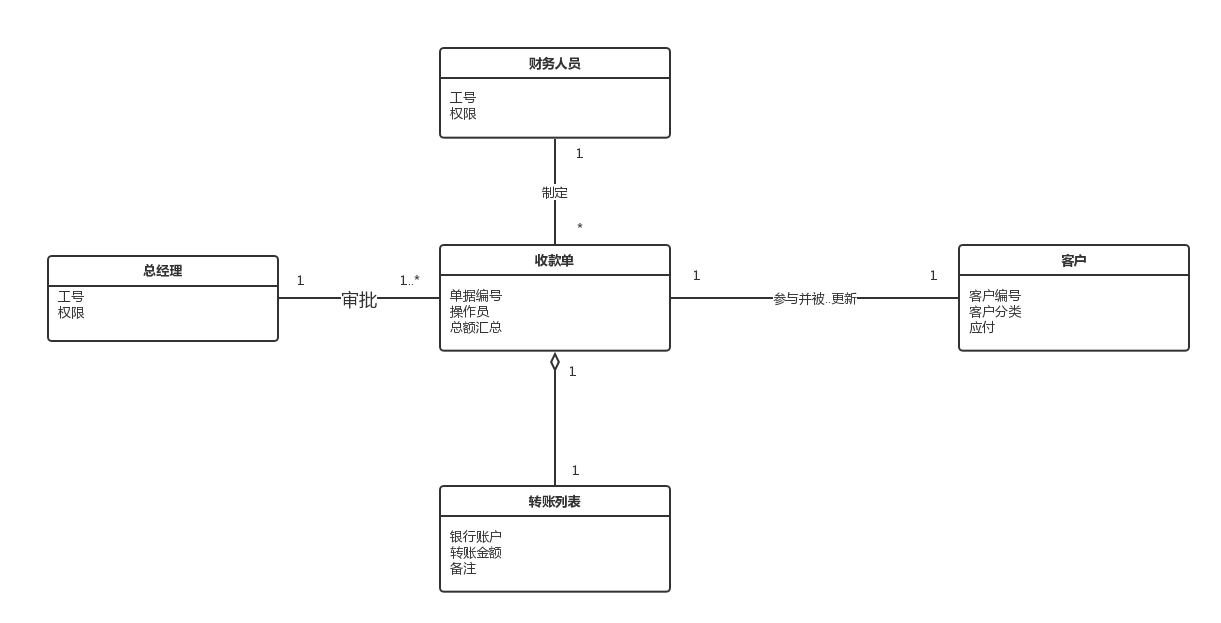 财务人员
工号
权限
1
制定
*
总经理
工号
权限
1
审批
1..*
收款单
单据编号
操作员
总额汇总
1
参与并被..更新
1
客户
客户编号
客户分类
应付
1
1
转账列表
银行账户
转账金额
备注